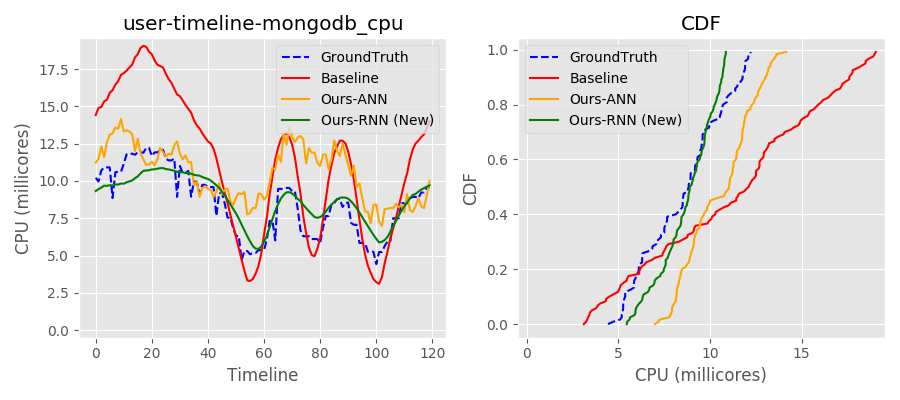 user-timeline-mongodb_cpu
CPU (millicores)
17.5
15.0
12.5
10.0
7.5
5.0
2.5
0.0
GroundTruth
Baseline
Ours-ANN
Ours-RNN (New)
0 20 40 60 80 100 120
Timeline
CDF
CDF
1.0
0.8
0.6
0.4
0.2
0.0
GroundTruth
Baseline
Ours-ANN
Ours-RNN (New)
0 5 10 15
CPU (millicores)